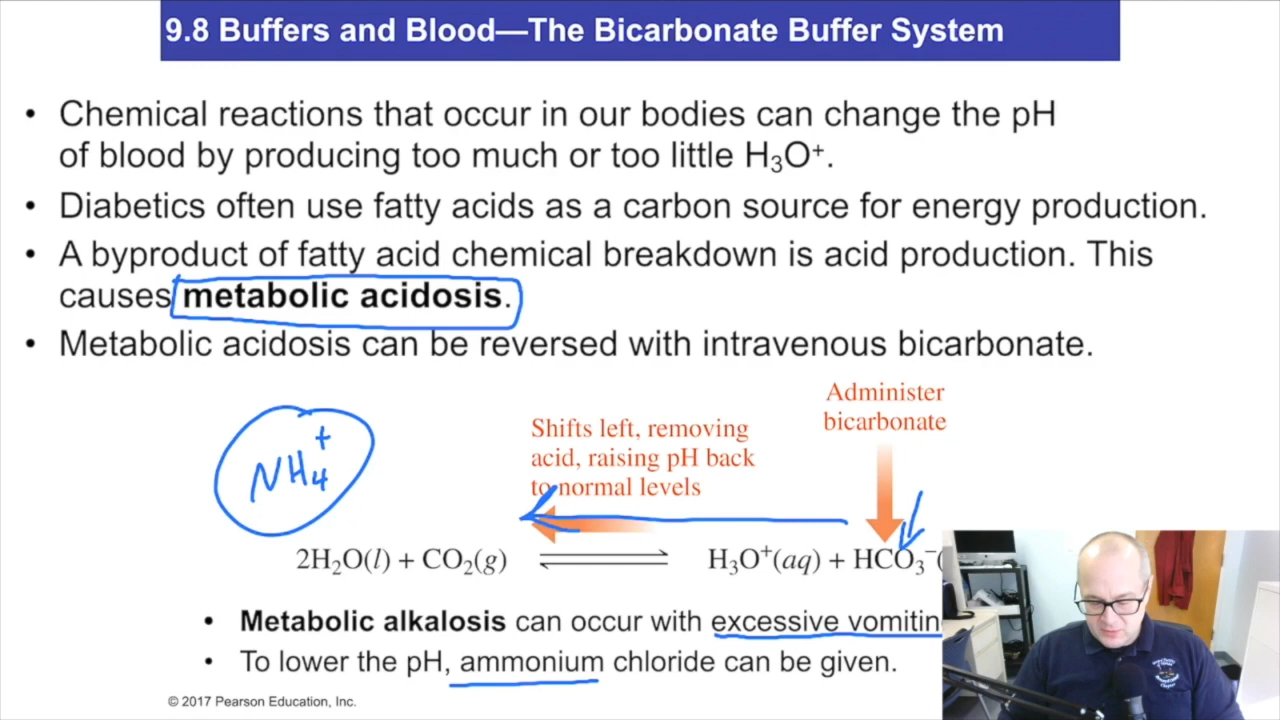 9.8 Buffers and Blood—The Bicarbonate Buffer System
• Chemical reactions that occur in our bodies can change the pH
of blood by producing too much or too little H₃O⁺.
• Diabetics often use fatty acids as a carbon source for energy production.
• A byproduct of fatty acid chemical breakdown is acid production. This
causes metabolic acidosis.
• Metabolic acidosis can be reversed with intravenous bicarbonate.
Administer
bicarbonate
Shifts left, removing
acid, raising pH back
to normal levels
NH₄⁺
2H₂O(l) + CO₂(g) ⇌ H₃O⁺(aq) + HCO₃⁻(
• Metabolic alkalosis can occur with excessive vomitin
• To lower the pH, ammonium chloride can be given.
© 2017 Pearson Education, Inc.